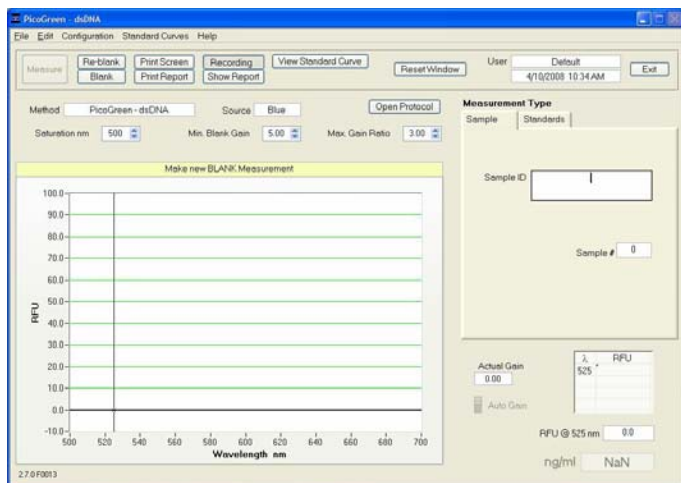 PicoGreen - dsDNA
File Edit Configuration Standard Curves Help
Measure Re-blank Print Screen Recording View Standard Curve Reset Window User Default Exit
Blank Print Report Show Report 4/10/2008 10:34 AM
Method PicoGreen - dsDNA Source Blue Open Protocol
Saturation nm 500 Min. Blank Gain 5.00 Max. Gain Ratio 3.00
Measurement Type
Sample Standards
Sample ID
Sample # 0
Make new BLANK Measurement
RFU
100.0
90.0
80.0
70.0
60.0
50.0
40.0
30.0
20.0
10.0
0.0
-10.0
500 520 540 560 580 600 620 640 660 680 700
Wavelength nm
Actual Gain
0.00
Auto Gain
λ RFU
525
RFU @ 525 nm 0.0
ng/ml NaN
2.7.0 F0013